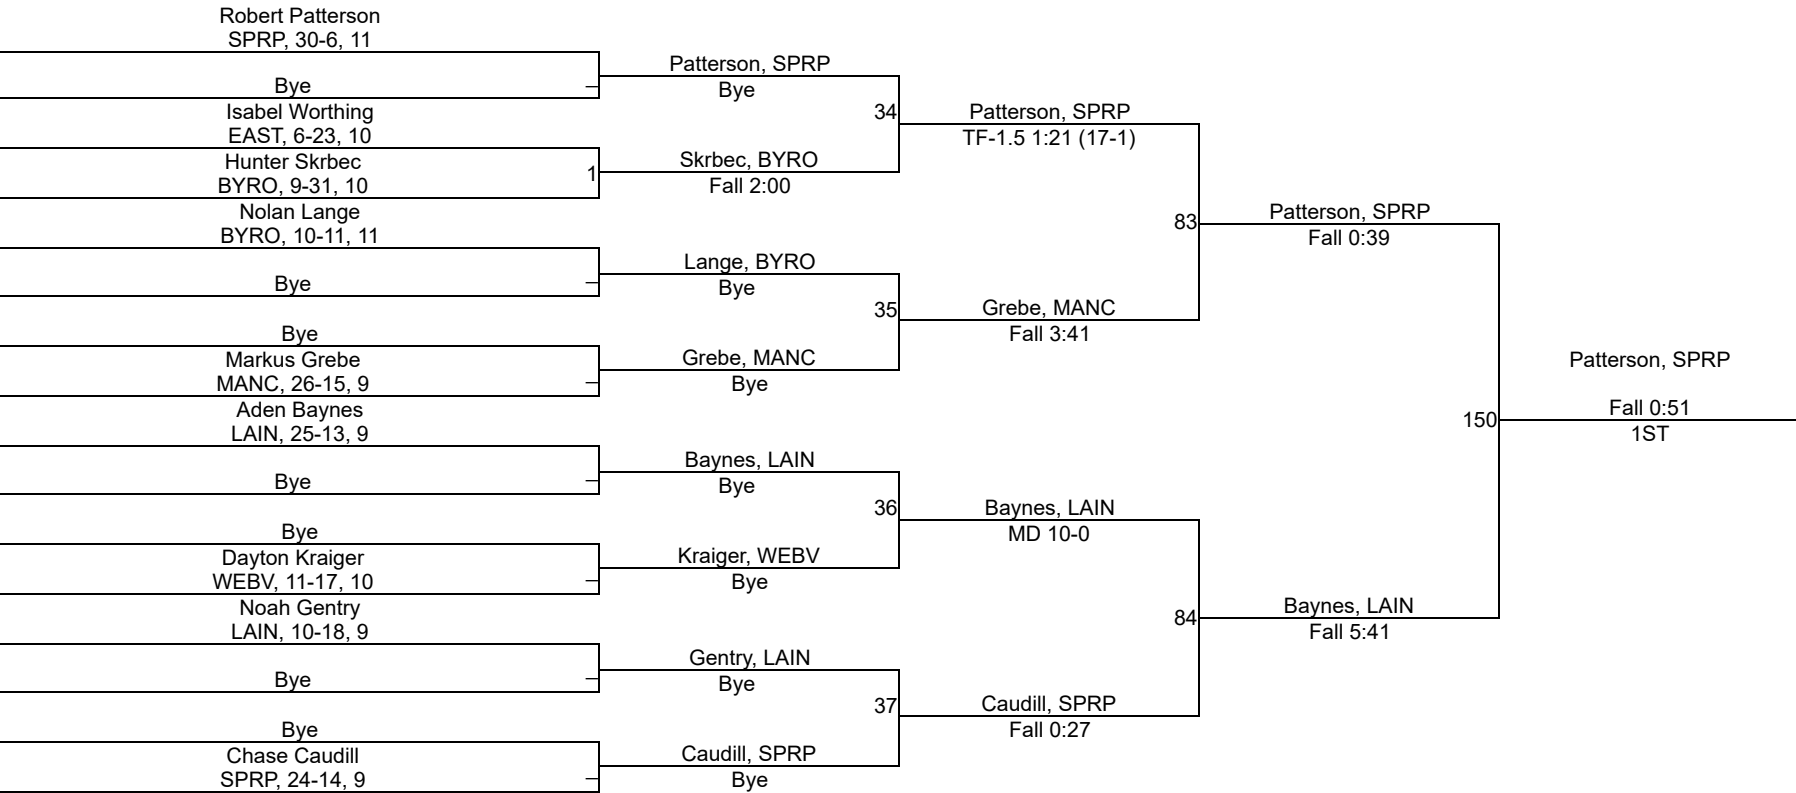 Robert Patterson
SPRP, 30-6, 11
Bye
Isabel Worthing
EAST, 6-23, 10
Hunter Skrbec
BYRO, 9-31, 10
1
Nolan Lange
BYRO, 10-11, 11
Bye
Bye
Markus Grebe
MANC, 26-15, 9
Aden Baynes
LAIN, 25-13, 9
Bye
Bye
Dayton Kraiger
WEBV, 11-17, 10
Noah Gentry
LAIN, 10-18, 9
Bye
Bye
Chase Caudill
SPRP, 24-14, 9
Patterson, SPRP
Bye
34
Skrbec, BYRO
Fall 2:00
Lange, BYRO
Bye
35
Grebe, MANC
Bye
Baynes, LAIN
Bye
36
Kraiger, WEBV
Bye
Gentry, LAIN
Bye
37
Caudill, SPRP
Bye
Patterson, SPRP
TF-1.5 1:21 (17-1)
83
Grebe, MANC
Fall 3:41
Baynes, LAIN
MD 10-0
84
Caudill, SPRP
Fall 0:27
Patterson, SPRP
Fall 0:39
150
Baynes, LAIN
Fall 5:41
Patterson, SPRP
Fall 0:51
1ST